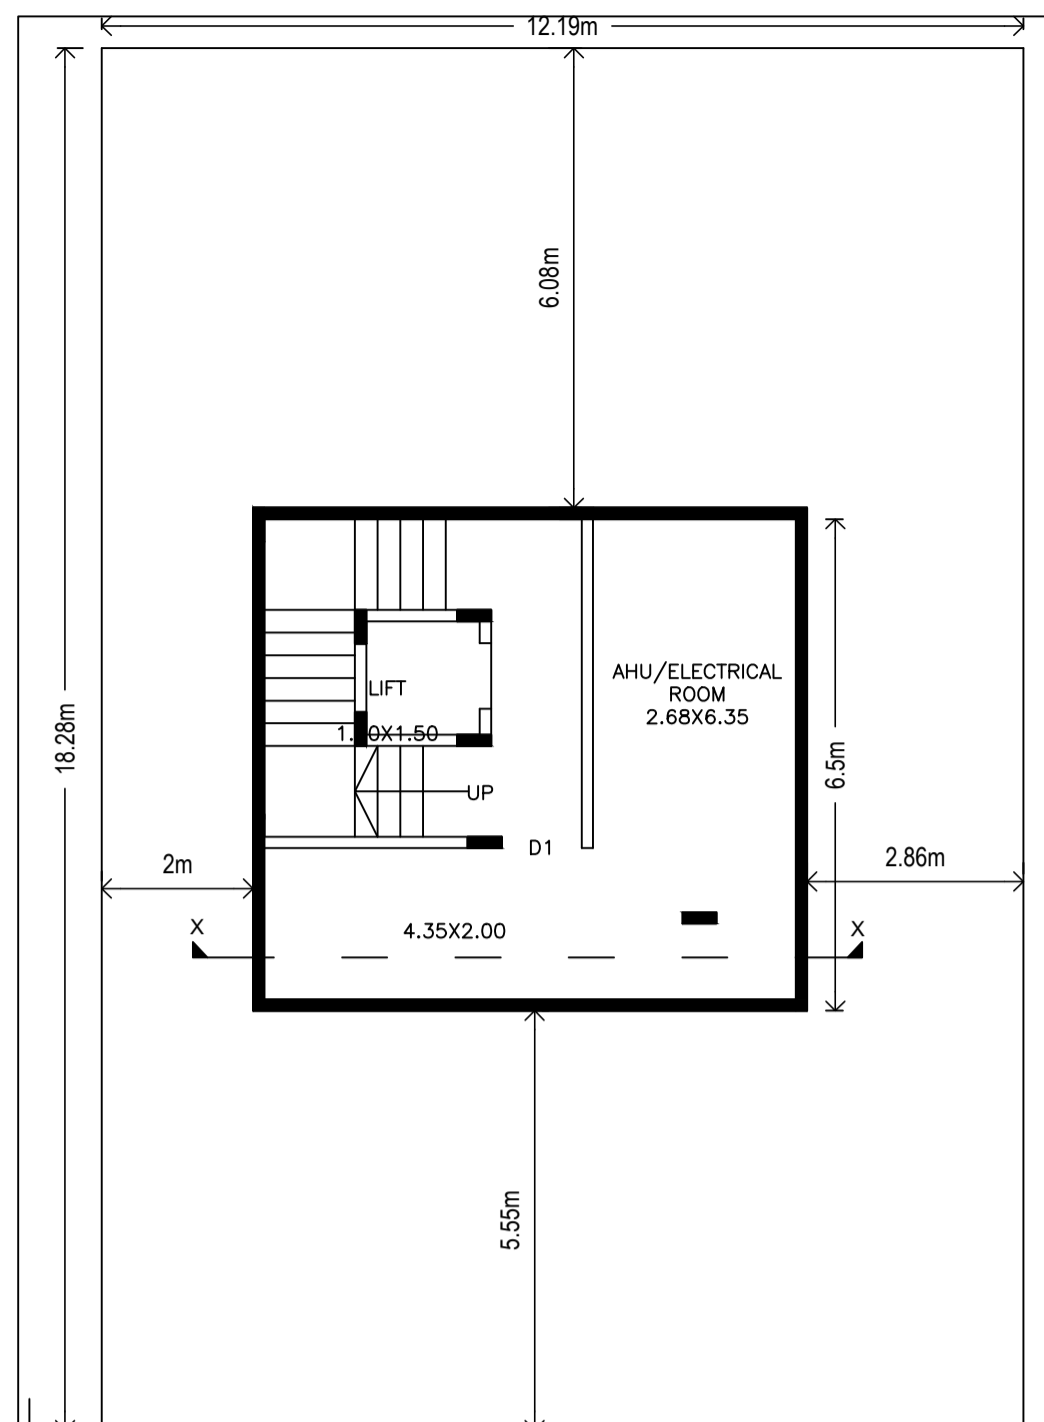 12.19m
6.08m
18.28m
AHU/ELECTRICAL
ROOM
2.68X6.35
LIFT
6.5m
UP
D1
2m
2.86m
X
X
4.35X2.00
5.55m